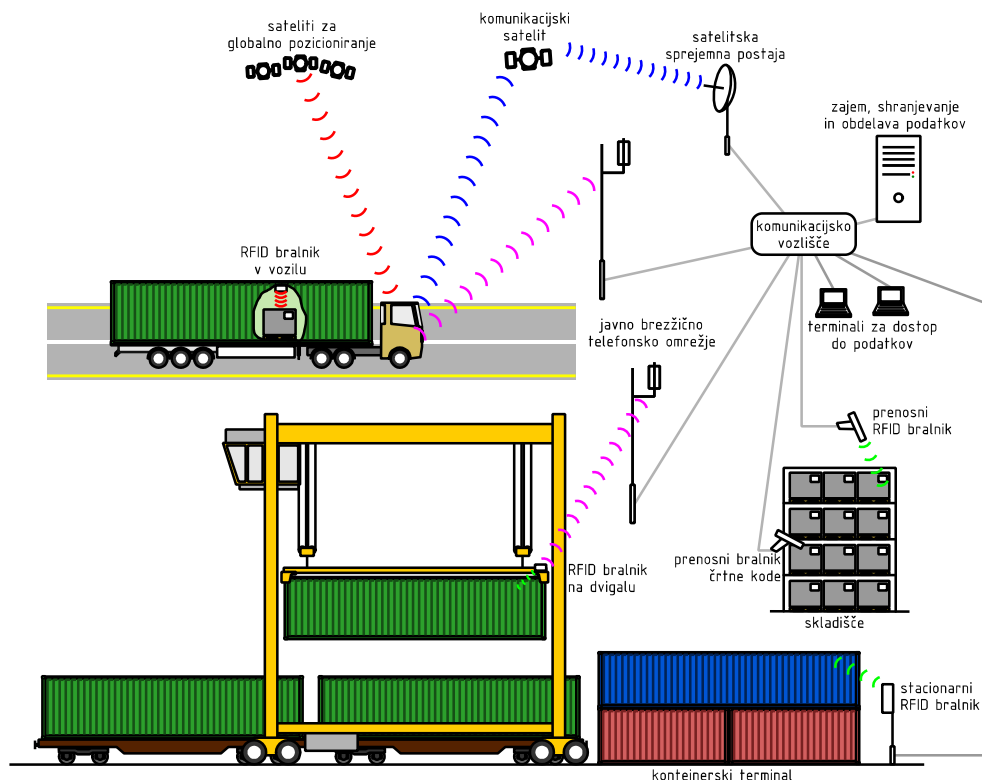 sateliti za
globalno pozicioniranje
komunikacijski
satelit
satelitska
sprejemna postaja
zajem, shranjevanje
in obdelava podatkov
komunikacijsko
vozlišče
RFID bralnik
v vozilu
javno brezžično
telefonsko omrežje
terminali za dostop
do podatkov
prenosni
RFID bralnik
RFID bralnik
na dvigalu
prenosni bralnik
črtne kode
skladišče
stacionarni
RFID bralnik
kontejnerski terminal